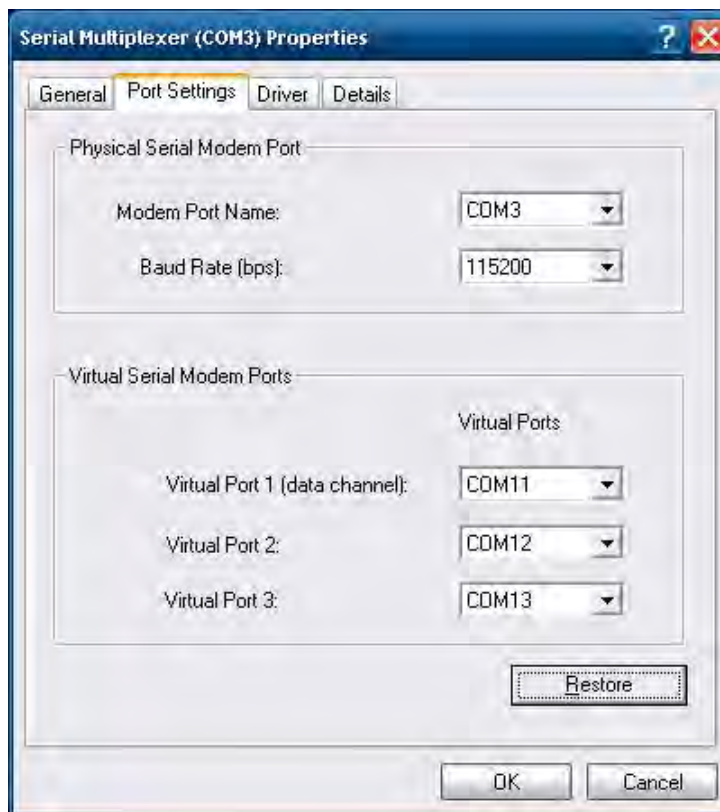 Serial Multiplexer (COM3) Properties
General Port Settings Driver Details
Physical Serial Modem Port
Modem Port Name: COM3
Baud Rate (bps): 115200
Virtual Serial Modem Ports
Virtual Ports
Virtual Port 1 (data channel): COM11
Virtual Port 2: COM12
Virtual Port 3: COM13
Restore
OK Cancel